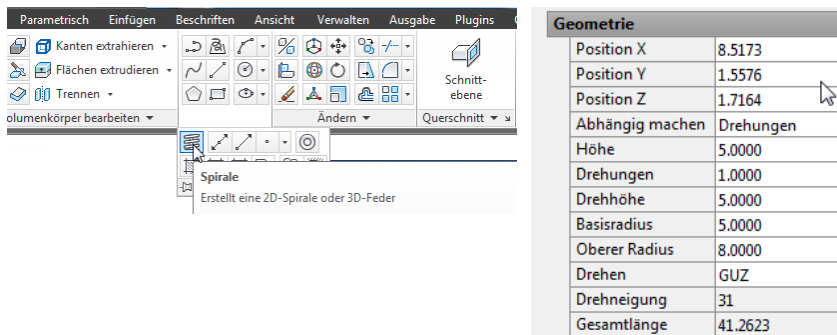 Parametrisch Einfügen Beschriften Ansicht Verwalten Ausgabe Plugins
Kanten extrahieren
Flächen extrudieren
Trennen
Schnitt-
ebene
olumenkörper bearbeiten
Ändern
Querschnitt
Spirale
Erstellt eine 2D-Spirale oder 3D-Feder
Geometrie
Position X 8.5173
Position Y 1.5576
Position Z 1.7164
Abhängig machen Drehungen
Höhe 5.0000
Drehungen 1.0000
Drehhöhe 5.0000
Basisradius 5.0000
Oberer Radius 8.0000
Drehen GUZ
Drehneigung 31
Gesamtlänge 41.2623